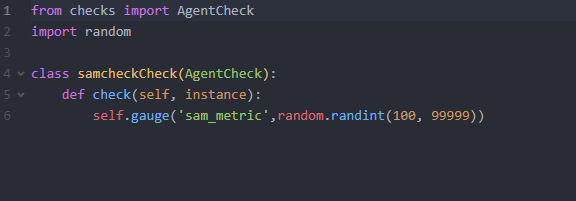 1 from checks import AgentCheck
2 import random
3
4 class samcheckCheck(AgentCheck):
5     def check(self, instance):
6         self.gauge('sam_metric',random.randint(100, 99999))